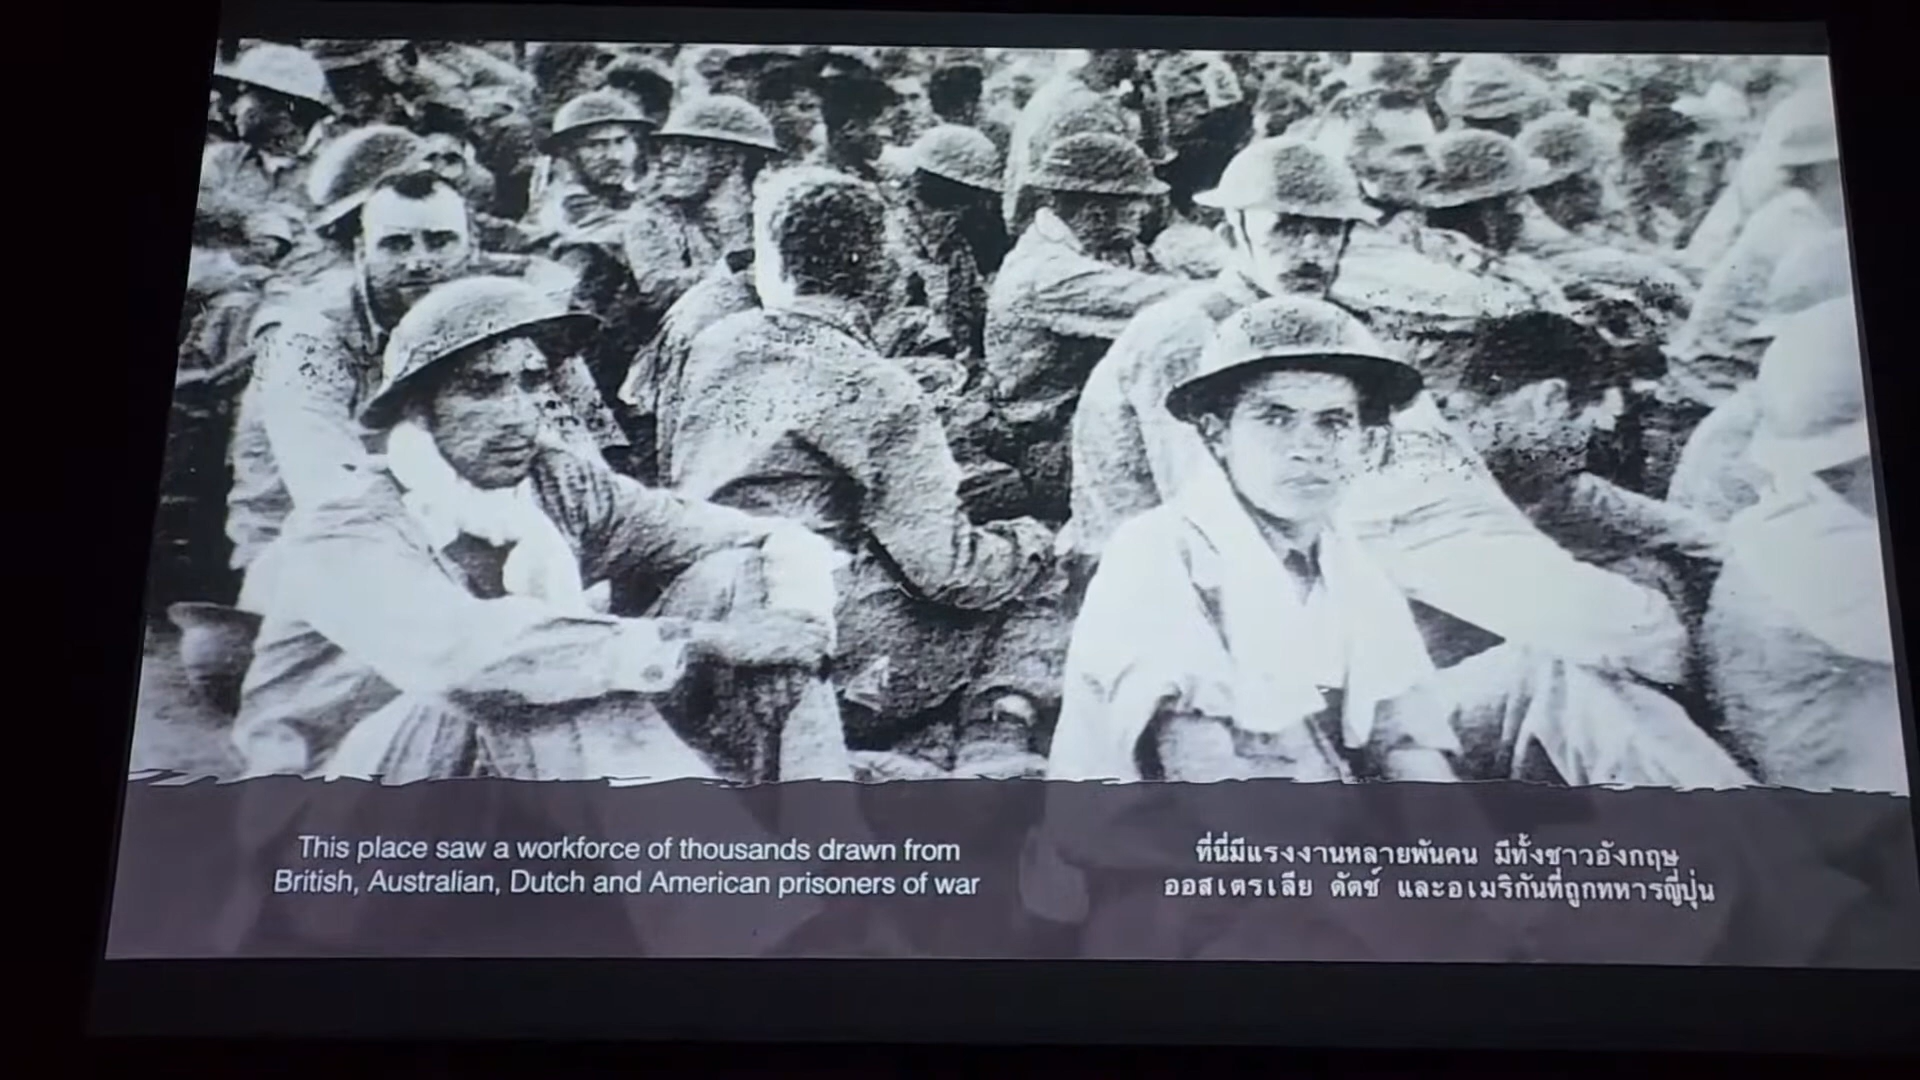 This place saw a workforce of thousands drawn from
British, Australian, Dutch and American prisoners of war
ที่นี่มีแรงงานหลายพันคน มีทั้งชาวอังกฤษ
ออสเตรเลีย ดัตช์ และอเมริกันที่ถูกทหารญี่ปุ่น